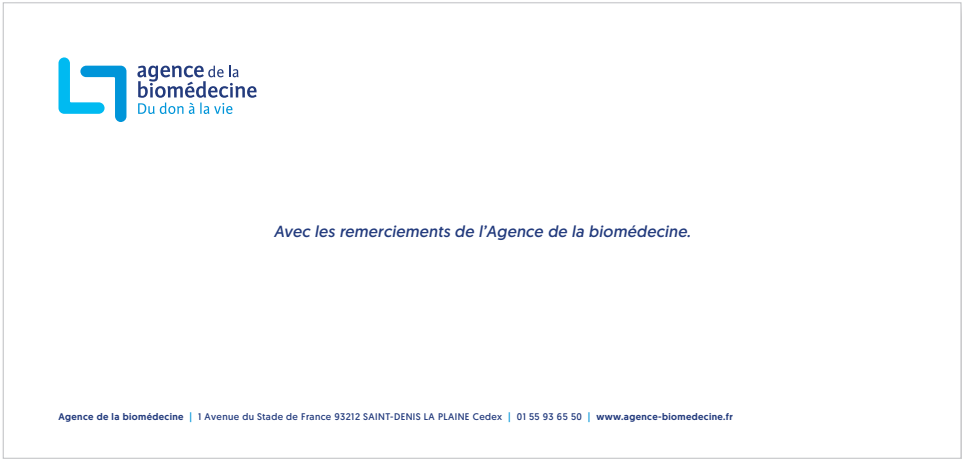 agence de la
biomédecine
Du don à la vie
Avec les remerciements de l'Agence de la biomédecine.
Agence de la biomédecine | 1 Avenue du Stade de France 93212 SAINT-DENIS LA PLAINE Cedex | 01 55 93 65 50 | www.agence-biomedecine.fr